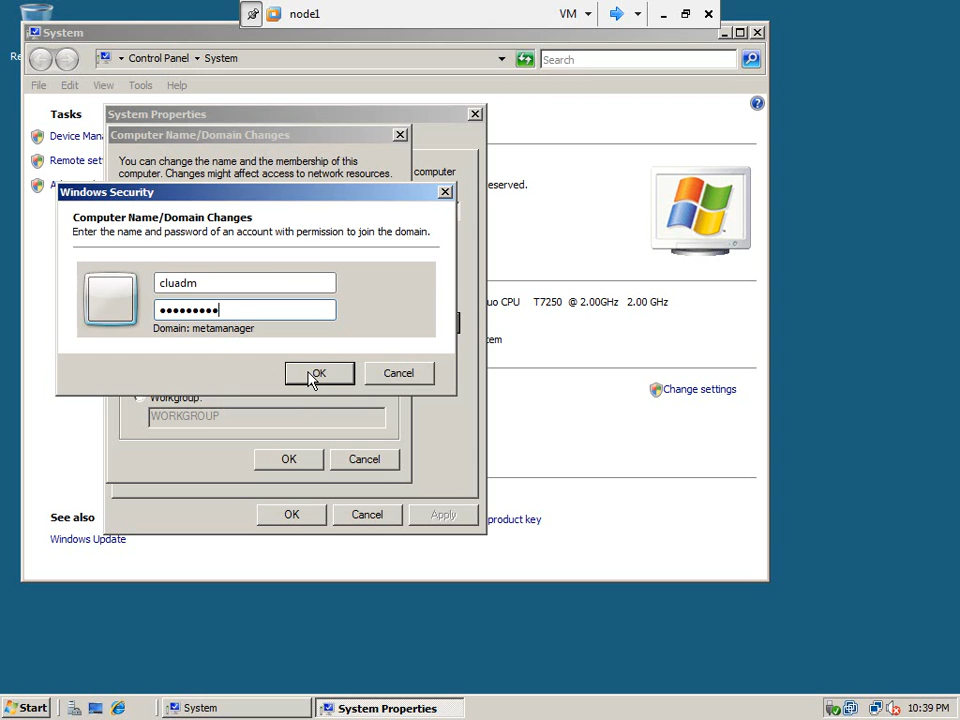 node1
VM
System
Control Panel
System
Search
File Edit View Tools Help
Tasks
System Properties
Device Man
Computer Name/Domain Changes
Remote set
You can change the name and the membership of this
computer. Changes might affect access to network resources.
computer
eserved.
Windows Security
Computer Name/Domain Changes
Enter the name and password of an account with permission to join the domain.
cluadm
●●●●●●●●●
Domain: metamanager
uo CPU T7250 @ 2.00GHz 2.00 GHz
stem
OK Cancel
Change settings
Workgroup:
WORKGROUP
OK Cancel
See also
OK Cancel Apply
product key
Windows Update
Start
System
System Properties
10:39 PM